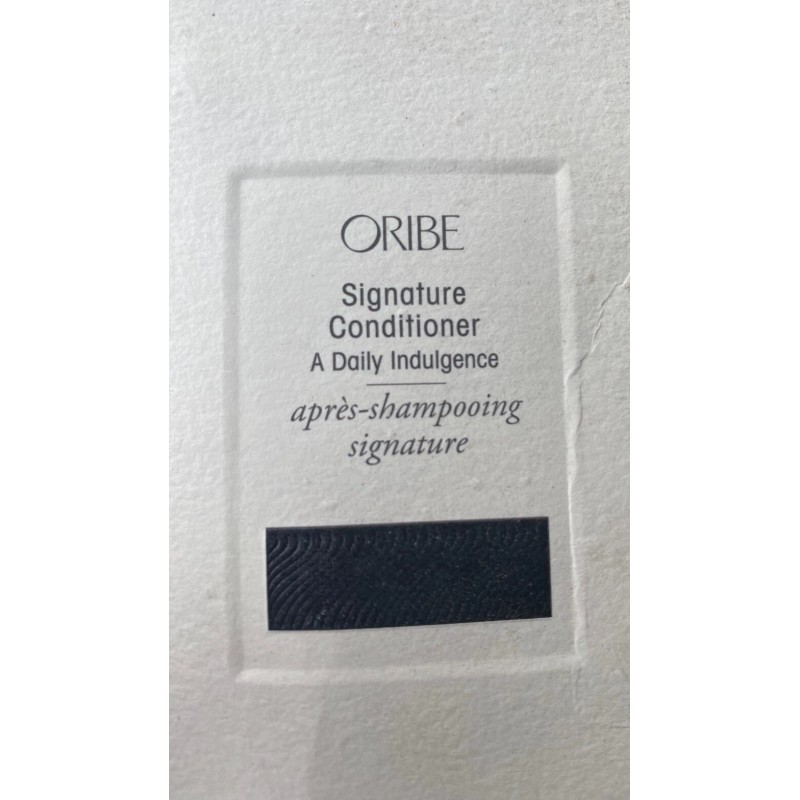 ORIBE
Signature
Conditioner
A Daily Indulgence
après-shampooing
signature